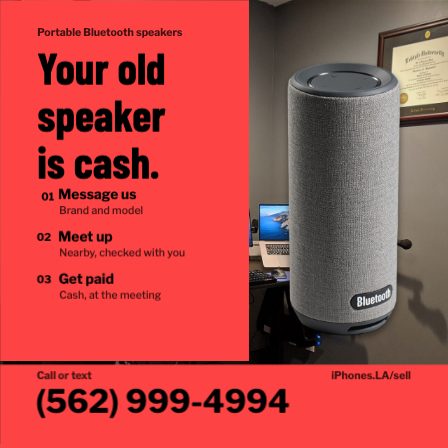 Portable Bluetooth speakers
Your old
speaker
is cash.
01 Message us
Brand and model
02 Meet up
Nearby, checked with you
03 Get paid
Cash, at the meeting
Bluetooth
Call or text
iPhones.LA/sell
(562) 999-4994